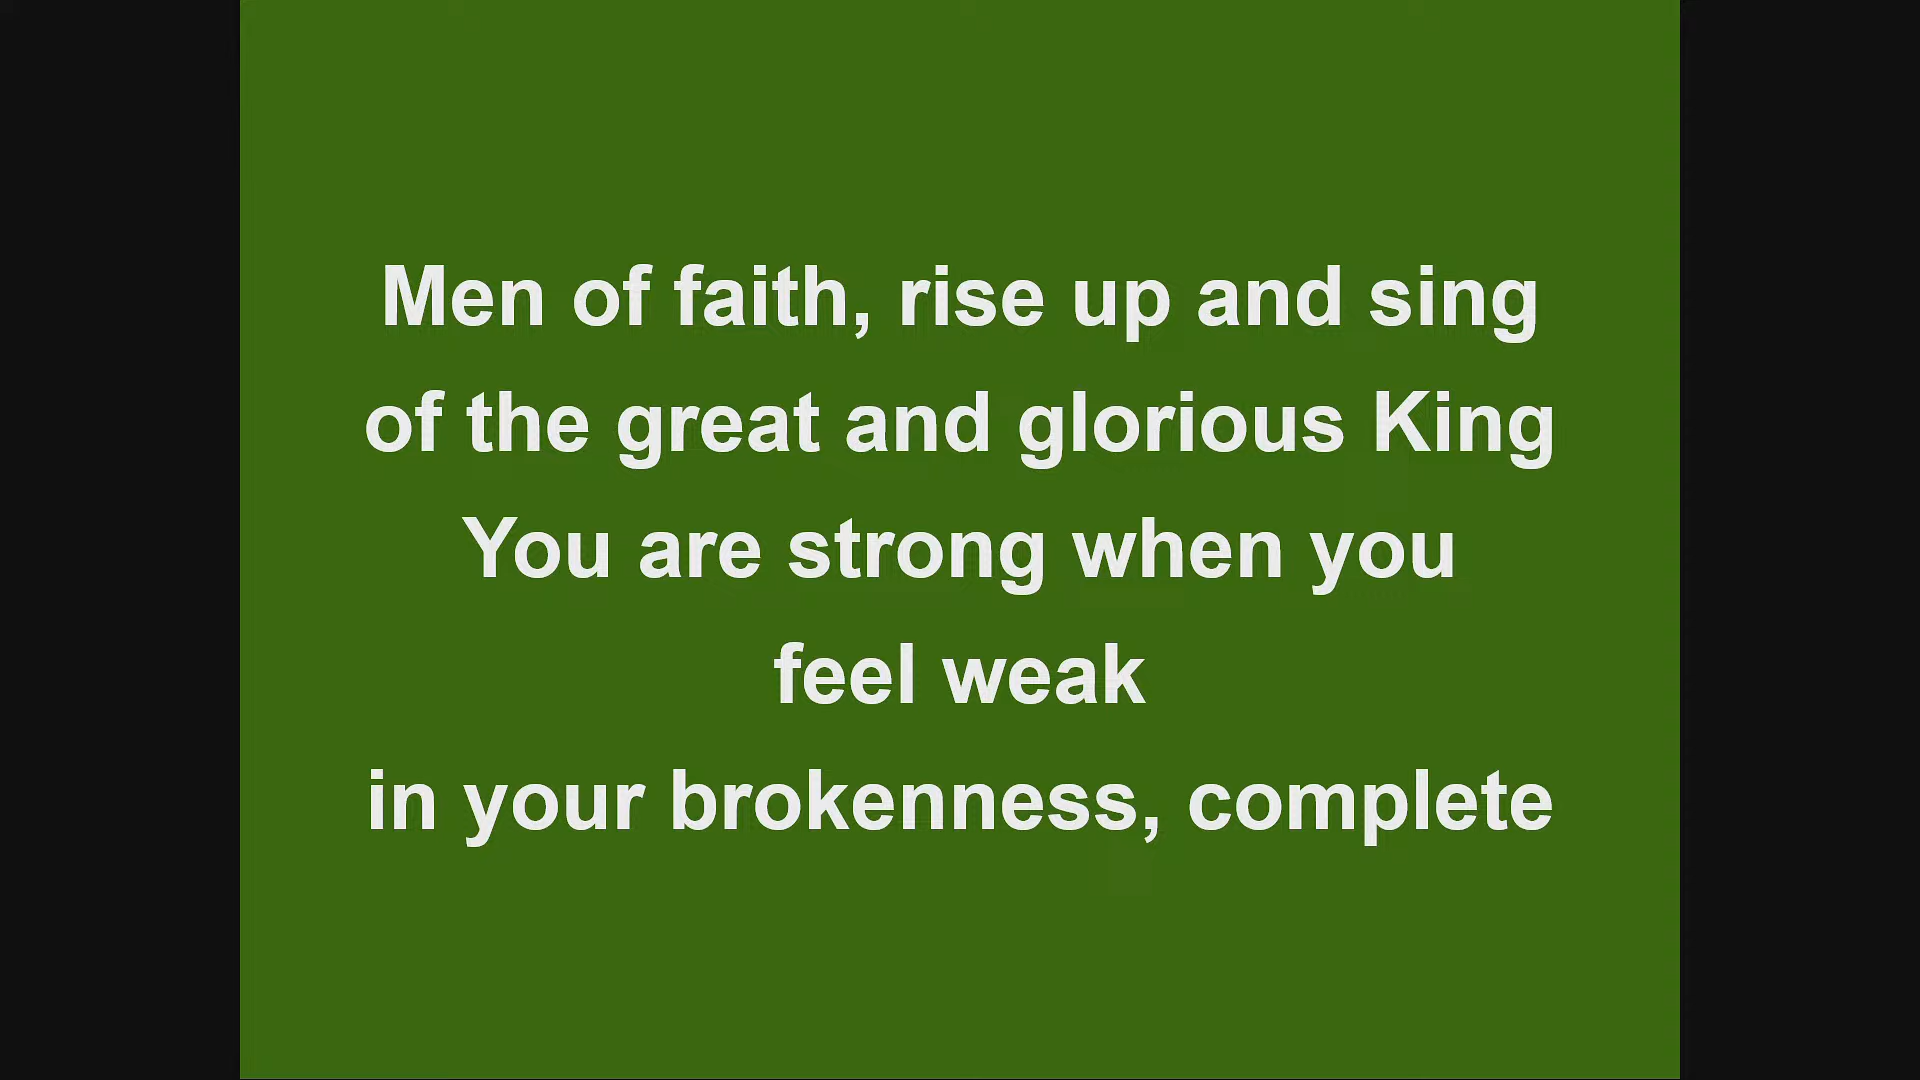 Men of faith, rise up and sing
of the great and glorious King
You are strong when you
feel weak
in your brokenness, complete